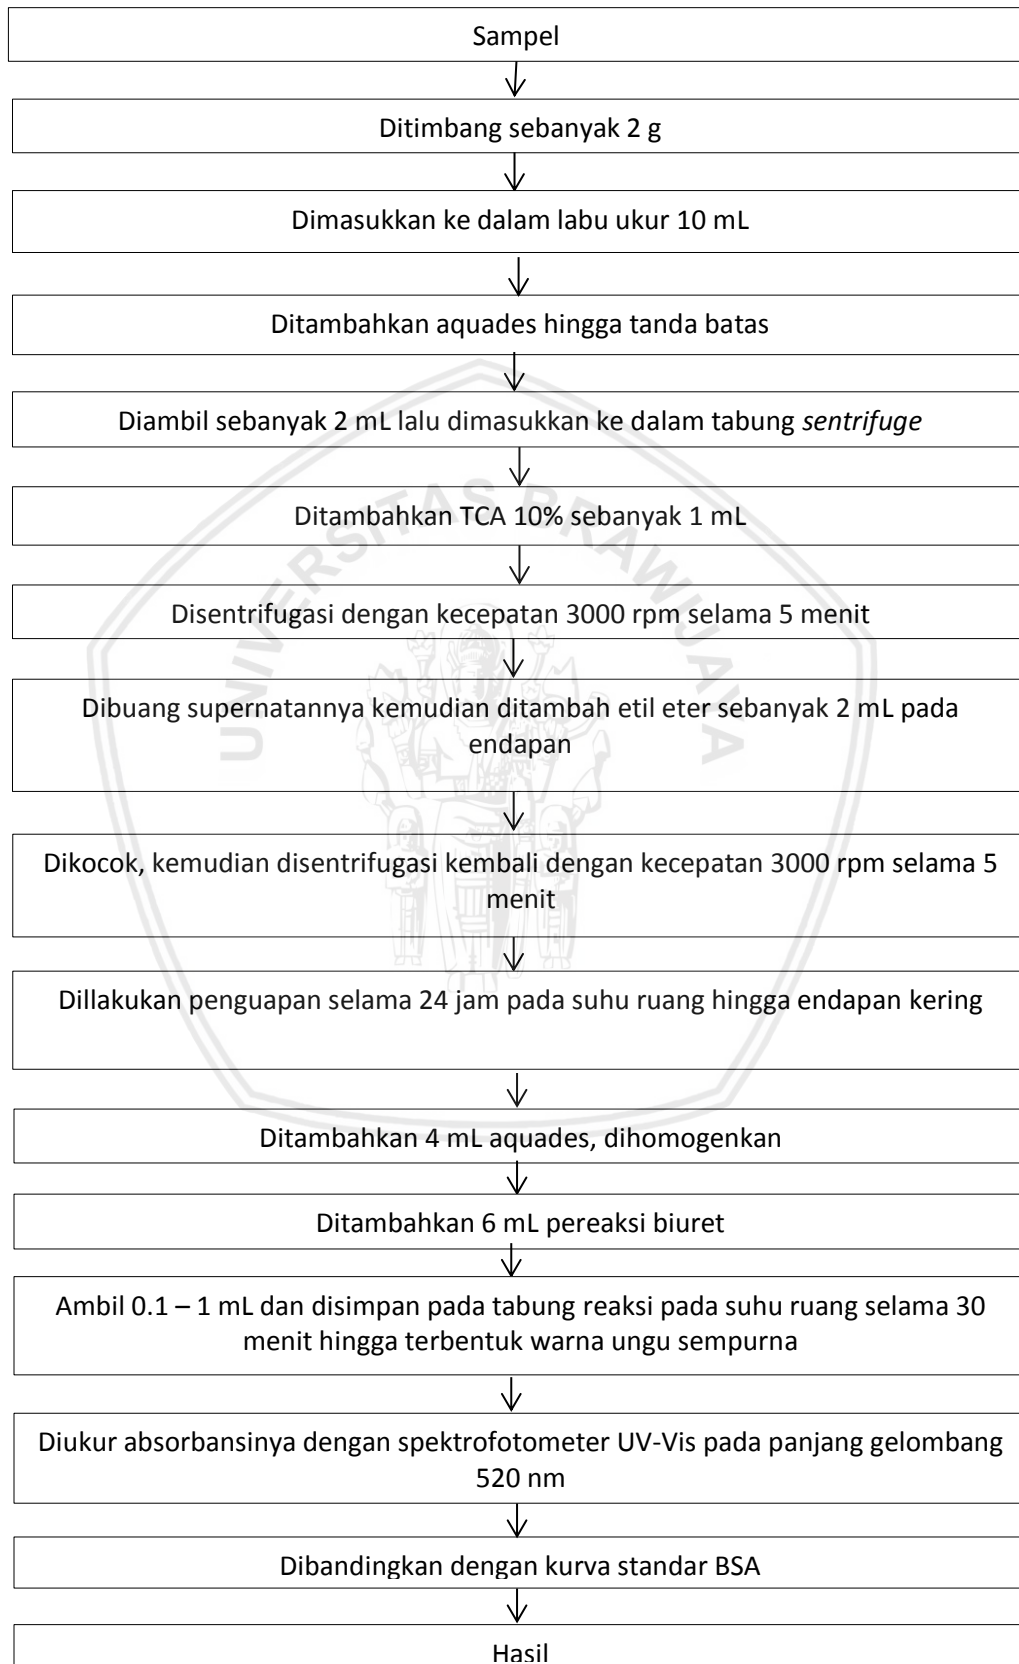 Sampel
Ditimbang sebanyak 2 g
Dimasukkan ke dalam labu ukur 10 mL
Ditambahkan aquades hingga tanda batas
Diambil sebanyak 2 mL lalu dimasukkan ke dalam tabung sentrifuge
Ditambahkan TCA 10% sebanyak 1 mL
Disentrifugasi dengan kecepatan 3000 rpm selama 5 menit
Dibuang supernatannya kemudian ditambah etil eter sebanyak 2 mL pada
endapan
Dikocok, kemudian disentrifugasi kembali dengan kecepatan 3000 rpm selama 5
menit
Dillakukan penguapan selama 24 jam pada suhu ruang hingga endapan kering
Ditambahkan 4 mL aquades, dihomogenkan
Ditambahkan 6 mL pereaksi biuret
Ambil 0.1 – 1 mL dan disimpan pada tabung reaksi pada suhu ruang selama 30
menit hingga terbentuk warna ungu sempurna
Diukur absorbansinya dengan spektrofotometer UV-Vis pada panjang gelombang
520 nm
Dibandingkan dengan kurva standar BSA
Hasil
UNIVERSITAS BRAWIJAYA